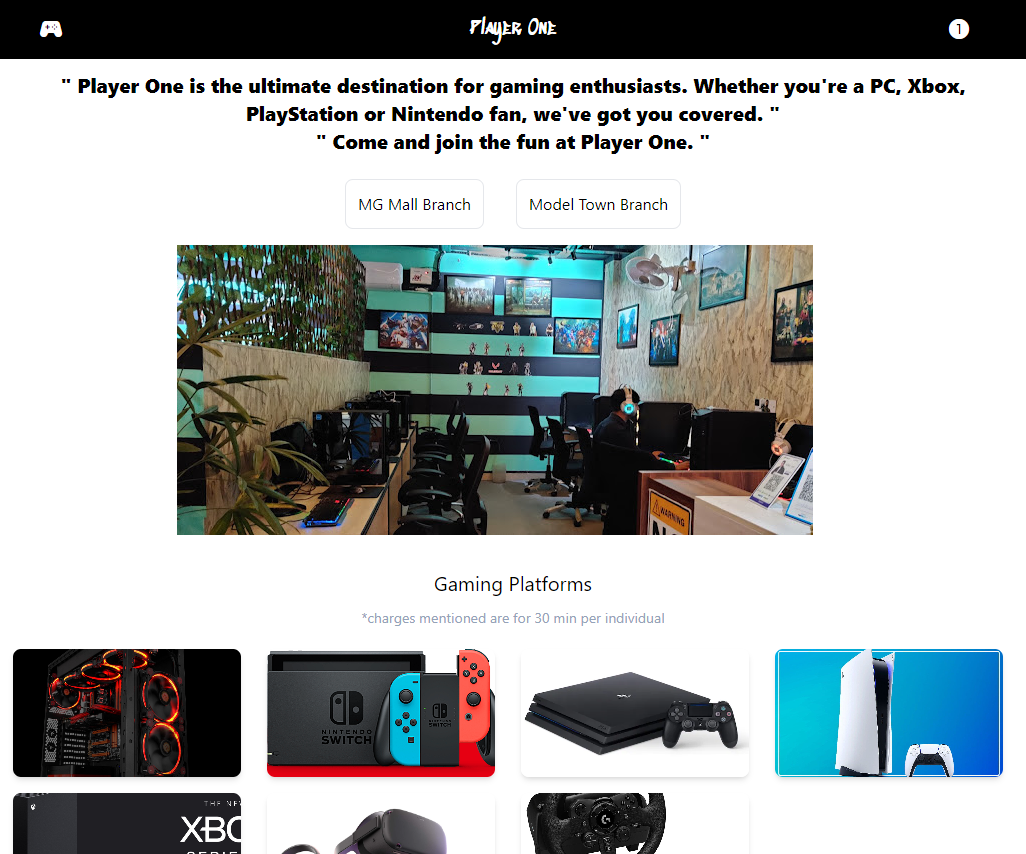 Player One
1
" Player One is the ultimate destination for gaming enthusiasts. Whether you're a PC, Xbox,
PlayStation or Nintendo fan, we've got you covered. "
" Come and join the fun at Player One. "
MG Mall Branch
Model Town Branch
WARNING
Gaming Platforms
*charges mentioned are for 30 min per individual
NINTENDO
SWITCH
NINTENDO
SWITCH
THE NEW
XBO
SERIE